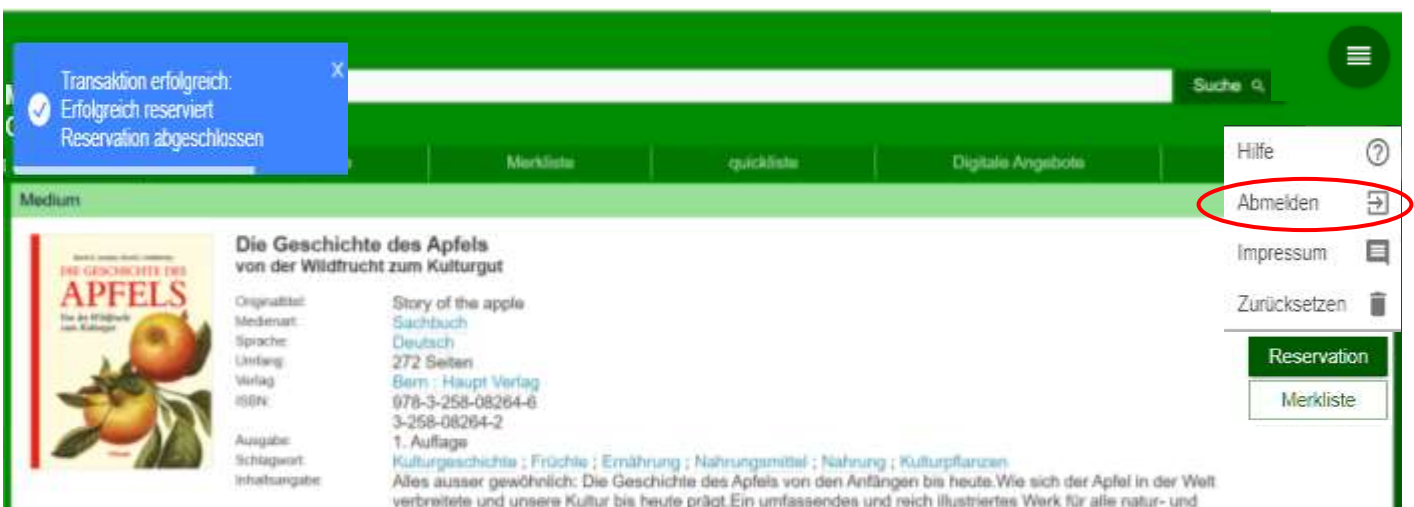 Transaktion erfolgreich:
Erfolgreich reserviert
Reservation abgeschlossen
X
Suche
Merkliste
quickliste
Digitale Angebote
Hilfe
Abmelden
Impressum
Zurücksetzen
Reservation
Merkliste
Medium
DIE GESCHICHTE DES
APFELS
Von der Wildfrucht
zum Kulturgut
Die Geschichte des Apfels
von der Wildfrucht zum Kulturgut
Originaltitel: Story of the apple
Medienart: Sachbuch
Sprache: Deutsch
Umfang: 272 Seiten
Verlag: Bern : Haupt Verlag
ISBN: 978-3-258-08264-6
3-258-08264-2
Ausgabe: 1. Auflage
Schlagwort: Kulturgeschichte ; Früchte ; Ernährung ; Nahrungsmittel ; Nahrung ; Kulturpflanzen
Inhaltsangabe: Alles ausser gewöhnlich: Die Geschichte des Apfels von den Anfängen bis heute.Wie sich der Apfel in der Welt
verbreitete und unsere Kultur bis heute prägt.Ein umfassendes und reich illustriertes Werk für alle natur- und